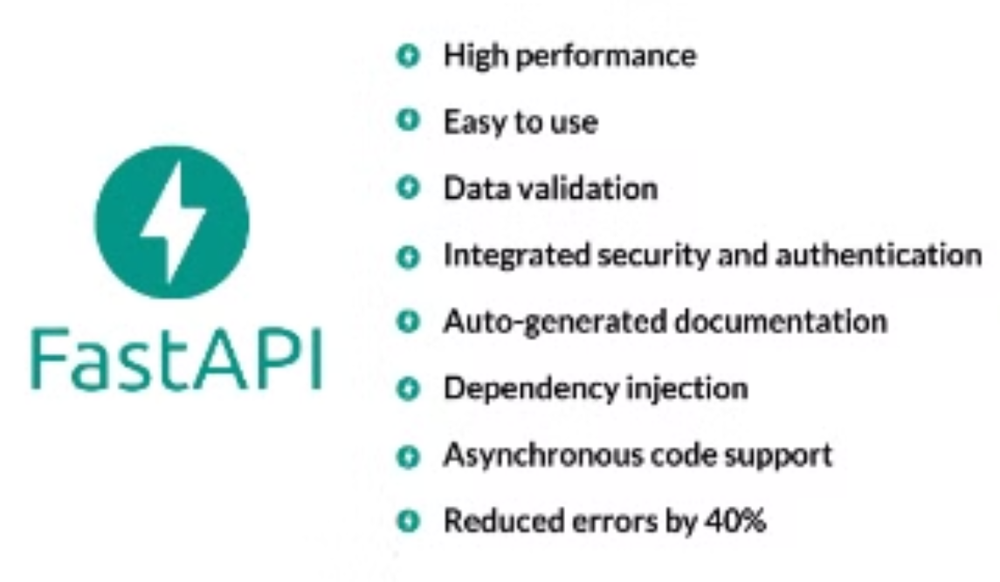 FastAPI
High performance
Easy to use
Data validation
Integrated security and authentication
Auto-generated documentation
Dependency injection
Asynchronous code support
Reduced errors by 40%